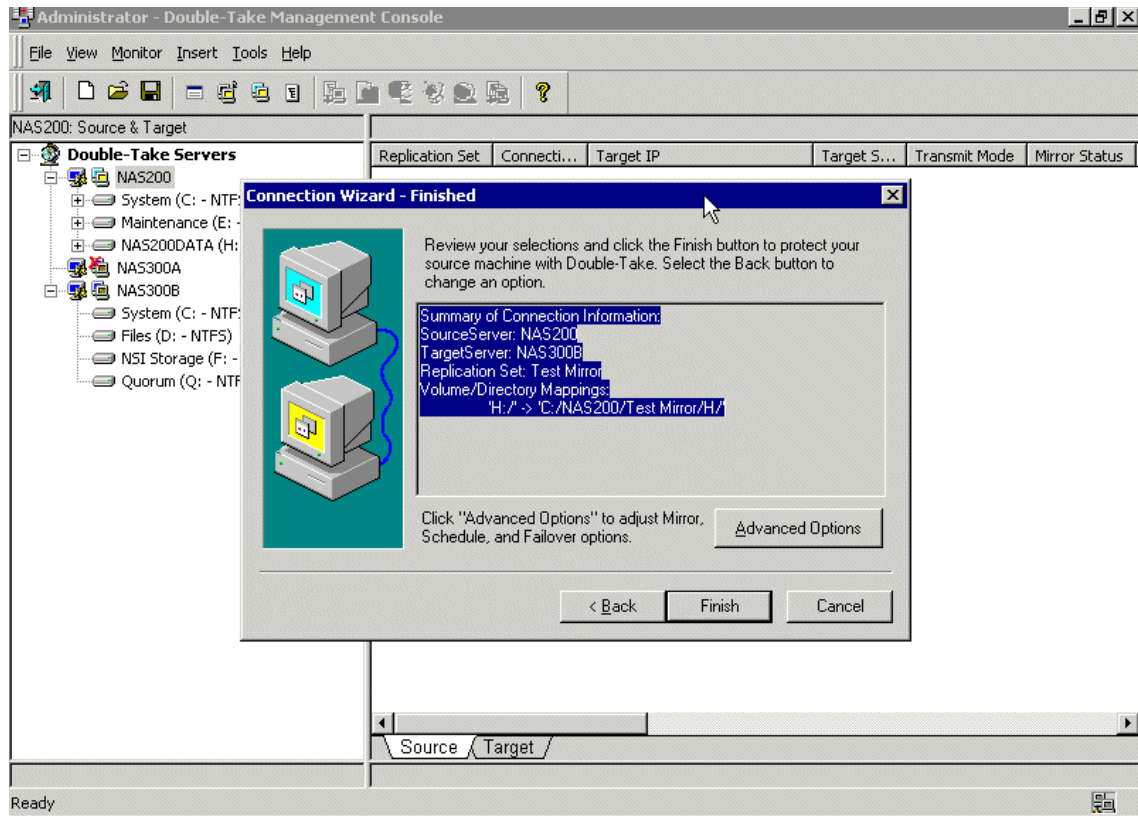 Administrator - Double-Take Management Console
File View Monitor Insert Tools Help
NAS200: Source & Target
Double-Take Servers
NAS200
System (C: - NTF
Maintenance (E: -
NAS200DATA (H:
NAS300A
NAS300B
System (C: - NTF
Files (D: - NTFS)
NSI Storage (F: -
Quorum (Q: - NTF
Replication Set Connecti... Target IP Target S... Transmit Mode Mirror Status
Connection Wizard - Finished
Review your selections and click the Finish button to protect your
source machine with Double-Take. Select the Back button to
change an option.
Summary of Connection Information:
SourceServer: NAS200
TargetServer: NAS300B
Replication Set: Test Mirror
Volume/Directory Mappings:
'H:/' -> 'C:/NAS200/Test Mirror/H/'
Click "Advanced Options" to adjust Mirror,
Schedule, and Failover options.
Advanced Options
< Back Finish Cancel
Source Target
Ready